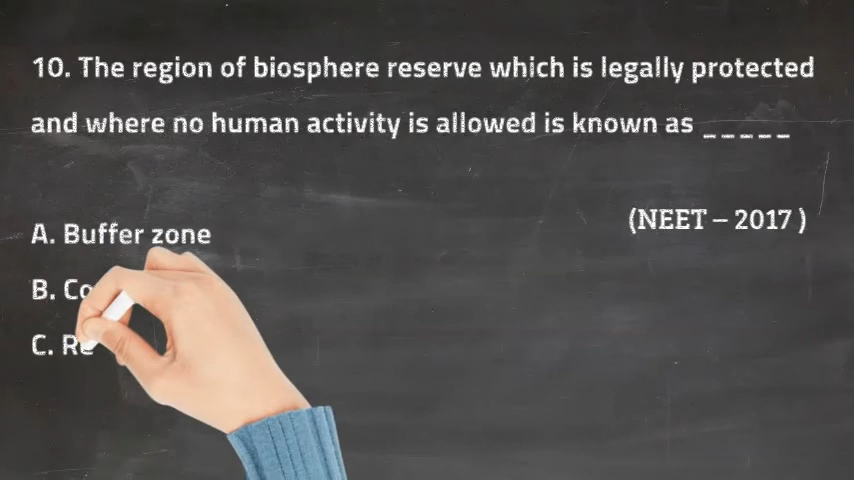 10. The region of biosphere reserve which is legally protected
and where no human activity is allowed is known as _ _ _ _ _
(NEET – 2017 )
A. Buffer zone
B.
C.